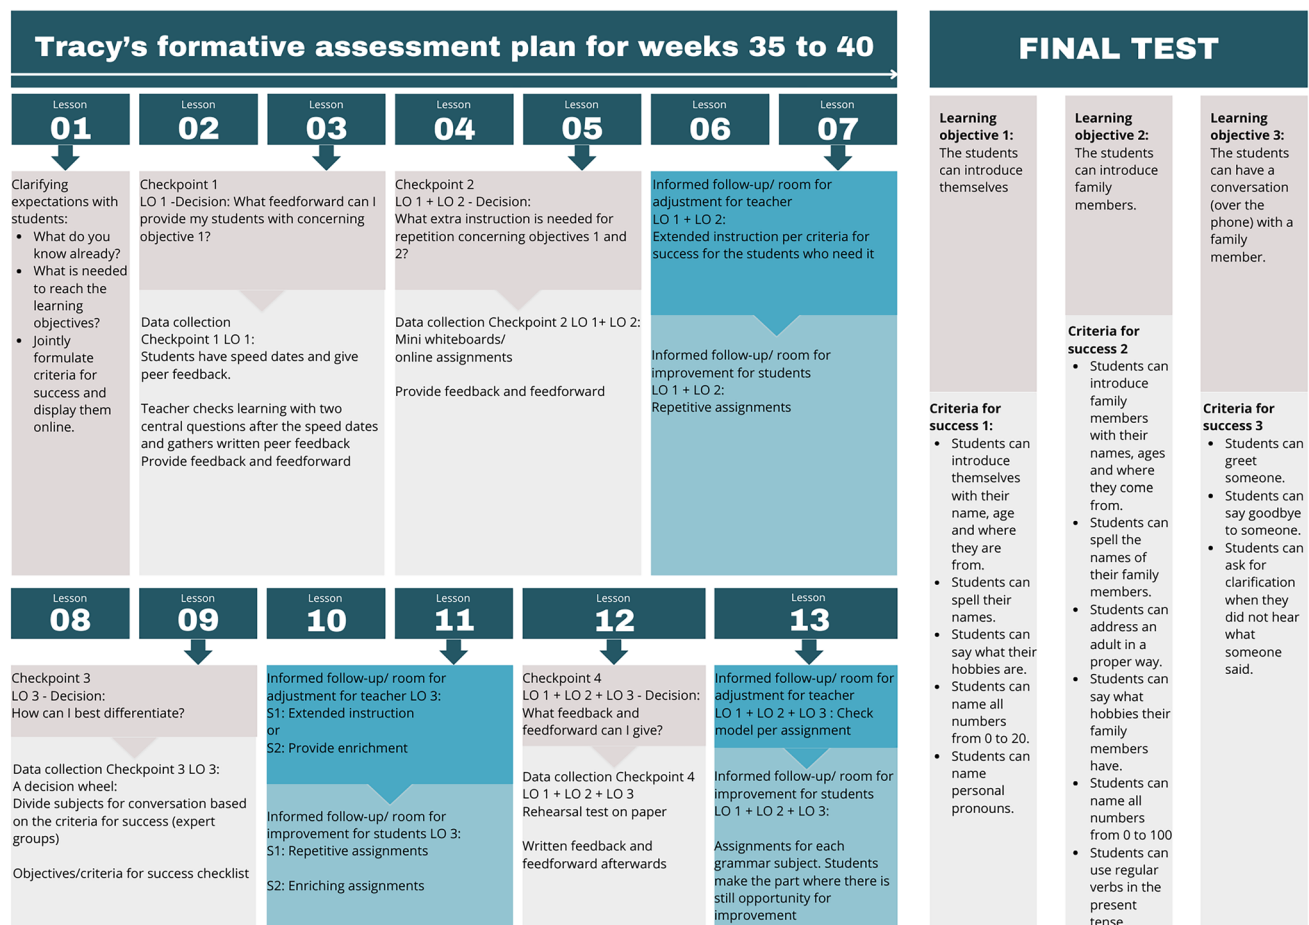 Tracy's formative assessment plan for weeks 35 to 40
Lesson
01
Lesson
02
Lesson
03
Lesson
04
Lesson
05
Lesson
06
Lesson
07
Clarifying
expectations with
students:
• What do you
know already?
• What is needed
to reach the
learning
objectives?
• Jointly
formulate
criteria for
success and
display them
online.
Checkpoint 1
LO 1 -Decision: What feedforward can I
provide my students with concerning
objective 1?
Data collection
Checkpoint 1 LO 1:
Students have speed dates and give
peer feedback.
Teacher checks learning with two
central questions after the speed dates
and gathers written peer feedback
Provide feedback and feedforward
Checkpoint 2
LO 1 + LO 2 - Decision:
What extra instruction is needed for
repetition concerning objectives 1 and
2?
Data collection Checkpoint 2 LO 1+ LO 2:
Mini whiteboards/
online assignments
Provide feedback and feedforward
Informed follow-up/ room for
adjustment for teacher
LO 1 + LO 2:
Extended instruction per criteria for
success for the students who need it
Informed follow-up/ room for
improvement for students
LO 1 + LO 2:
Repetitive assignments
Lesson
08
Lesson
09
Lesson
10
Lesson
11
Lesson
12
Lesson
13
Checkpoint 3
LO 3 - Decision:
How can I best differentiate?
Data collection Checkpoint 3 LO 3:
A decision wheel:
Divide subjects for conversation based
on the criteria for success (expert
groups)
Objectives/criteria for success checklist
Informed follow-up/ room for
adjustment for teacher LO 3:
S1: Extended instruction
or
S2: Provide enrichment
Informed follow-up/ room for
improvement for students LO 3:
S1: Repetitive assignments
S2: Enriching assignments
Checkpoint 4
LO 1 + LO 2 + LO 3 - Decision:
What feedback and
feedforward can I give?
Data collection Checkpoint 4
LO 1 + LO 2 + LO 3
Rehearsal test on paper
Written feedback and
feedforward afterwards
Informed follow-up/ room for
adjustment for teacher
LO 1 + LO 2 + LO 3 : Check
model per assignment
Informed follow-up/ room for
improvement for students
LO 1 + LO 2 + LO 3:
Assignments for each
grammar subject. Students
make the part where there is
still opportunity for
improvement
FINAL TEST
Learning
objective 1:
The students
can introduce
themselves
Criteria for
success 1:
• Students can
introduce
themselves
with their
name, age
and where
they are
from.
• Students can
spell their
names.
• Students can
say what their
hobbies are.
• Students can
name all
numbers
from 0 to 20.
• Students can
name
personal
pronouns.
Learning
objective 2:
The students
can introduce
family
members.
Criteria for
success 2
• Students can
introduce
family
members
with their
names, ages
and where
they come
from.
• Students can
spell the
names of
their family
members.
• Students can
address an
adult in a
proper way.
• Students can
say what
hobbies their
family
members
have.
• Students can
name all
numbers
from 0 to 100
• Students can
use regular
verbs in the
present
tense
Learning
objective 3:
The students
can have a
conversation
(over the
phone) with a
family
member.
Criteria for
success 3
• Students can
greet
someone.
• Students can
say goodbye
to someone.
• Students can
ask for
clarification
when they
did not hear
what
someone
said.